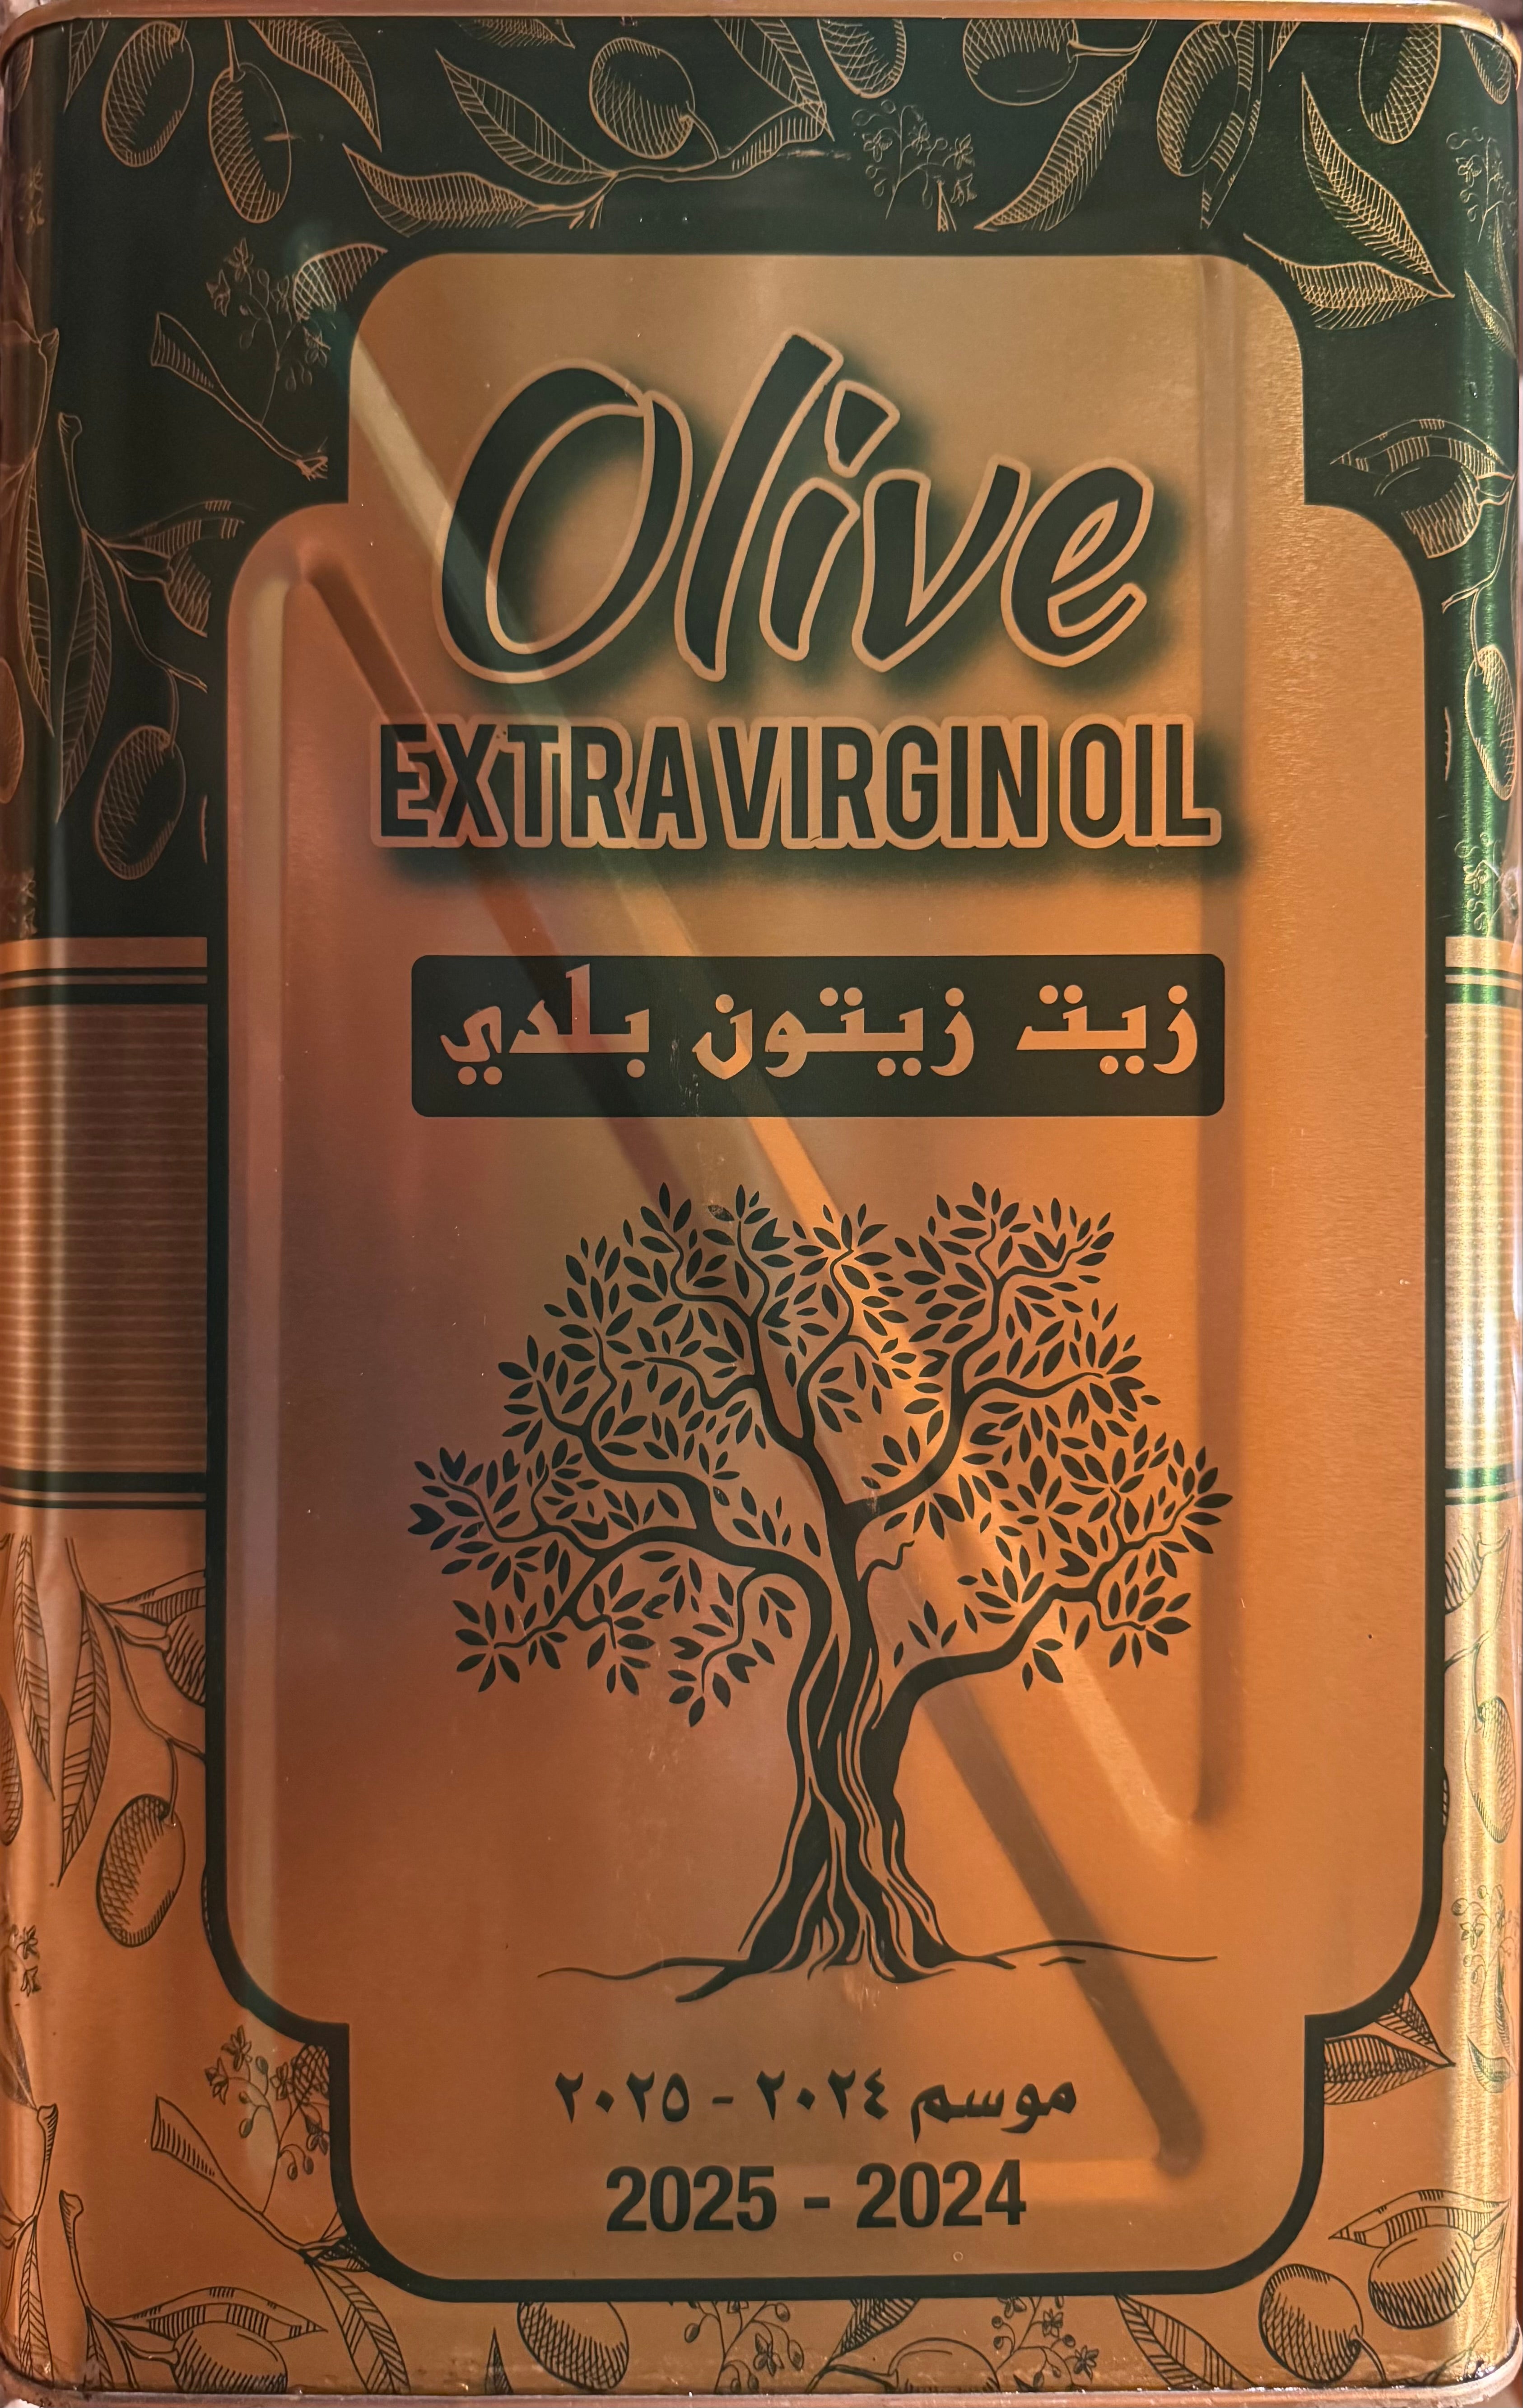 Olive
EXTRA VIRGIN OIL
زيت زيتون بلدي
موسم ٢٠٢٤ - ٢٠٢٥
2025 - 2024